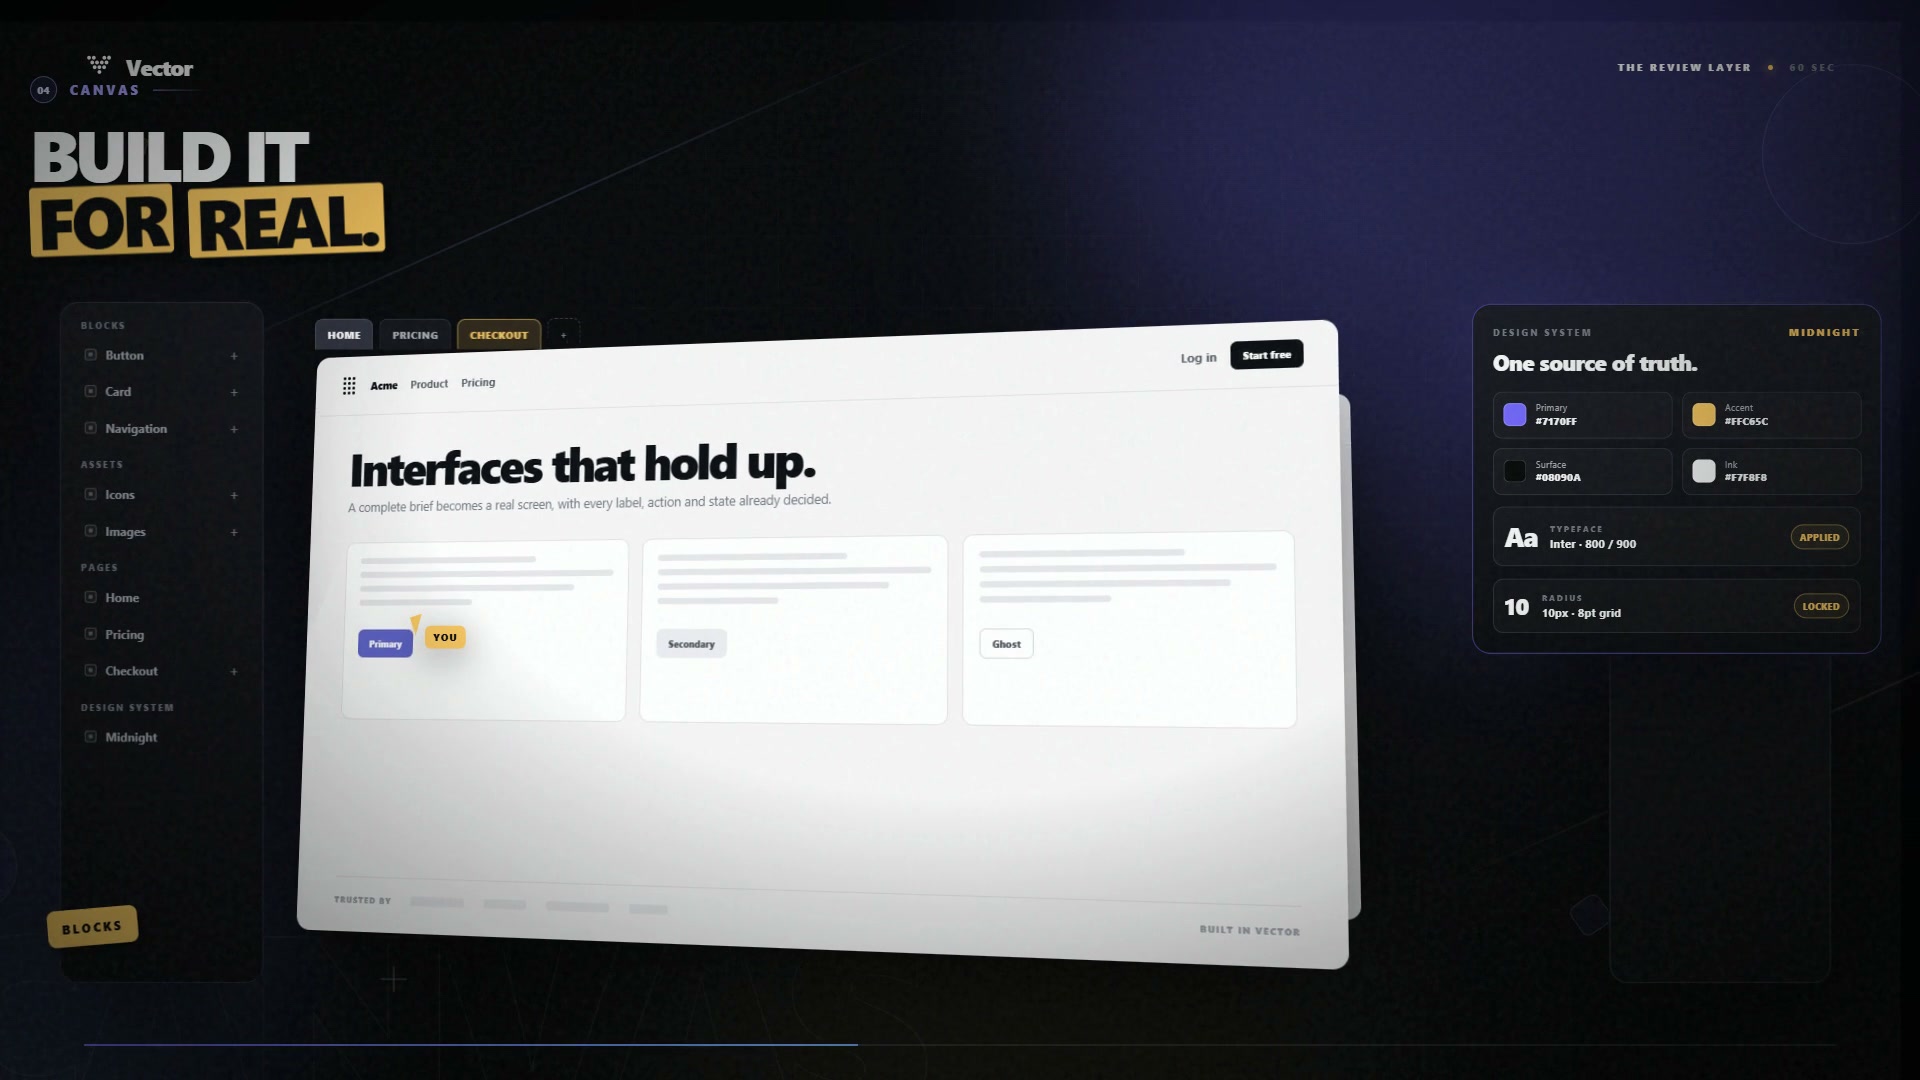 Vector
THE REVIEW LAYER • 60 SEC
04 CANVAS
BUILD IT
FOR REAL.
BLOCKS
Button +
Card +
Navigation +
ASSETS
Icons +
Images +
PAGES
Home
Pricing
Checkout +
DESIGN SYSTEM
Midnight
BLOCKS
HOME PRICING CHECKOUT +
Acme Product Pricing Log in Start free
Interfaces that hold up.
A complete brief becomes a real screen, with every label, action and state already decided.
Primary YOU
Secondary
Ghost
TRUSTED BY
BUILT IN VECTOR
DESIGN SYSTEM MIDNIGHT
One source of truth.
Primary
#7170FF
Accent
#FFC65C
Surface
#08090A
Ink
#F7F8F8
Aa TYPEFACE
Inter · 800 / 900
APPLIED
10 RADIUS
10px · 8pt grid
LOCKED